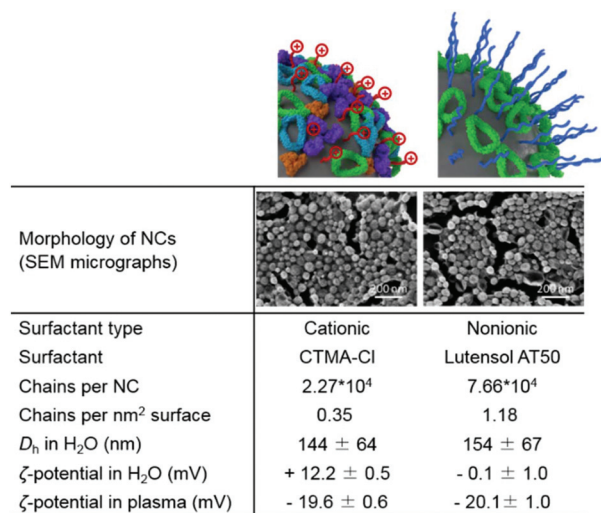 Morphology of NCs
(SEM micrographs)
200 nm
200 nm
Surfactant type Cationic Nonionic
Surfactant CTMA-Cl Lutensol AT50
Chains per NC 2.27*10⁴ 7.66*10⁴
Chains per nm² surface 0.35 1.18
Dₕ in H₂O (nm) 144 ± 64 154 ± 67
ζ-potential in H₂O (mV) + 12.2 ± 0.5 - 0.1 ± 1.0
ζ-potential in plasma (mV) - 19.6 ± 0.6 - 20.1 ± 1.0